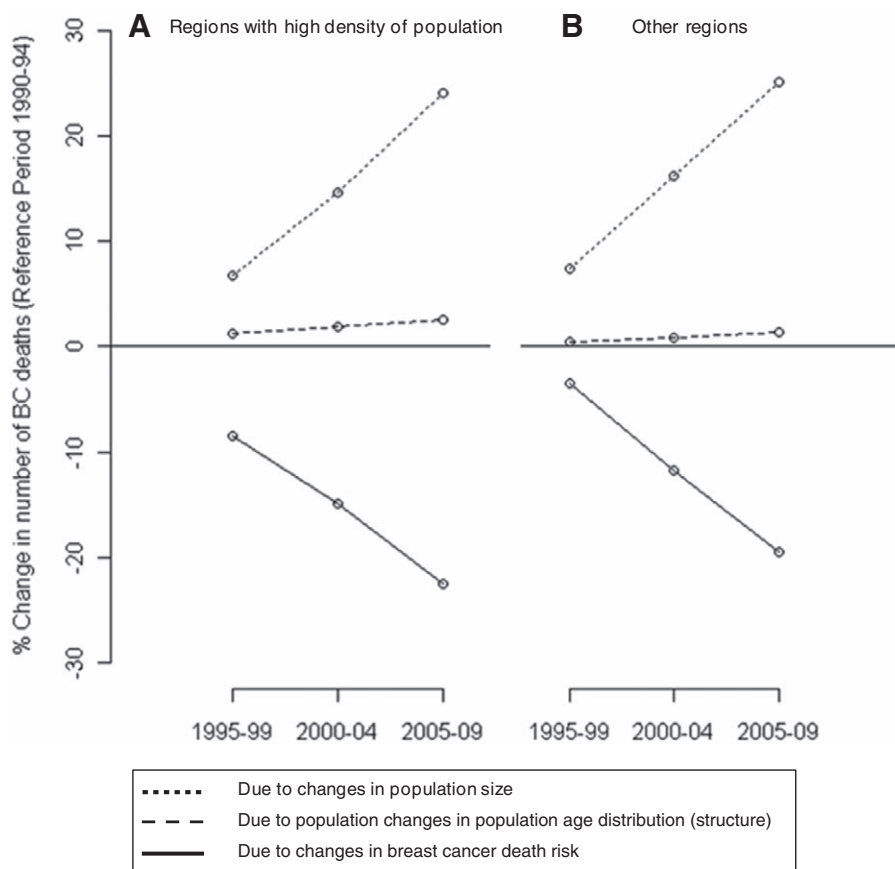 A Regions with high density of population
B Other regions
% Change in number of BC deaths (Reference Period 1990-94)
30
20
10
0
-10
-20
-30
1995-99 2000-04 2005-09
1995-99 2000-04 2005-09
Due to changes in population size
Due to population changes in population age distribution (structure)
Due to changes in breast cancer death risk